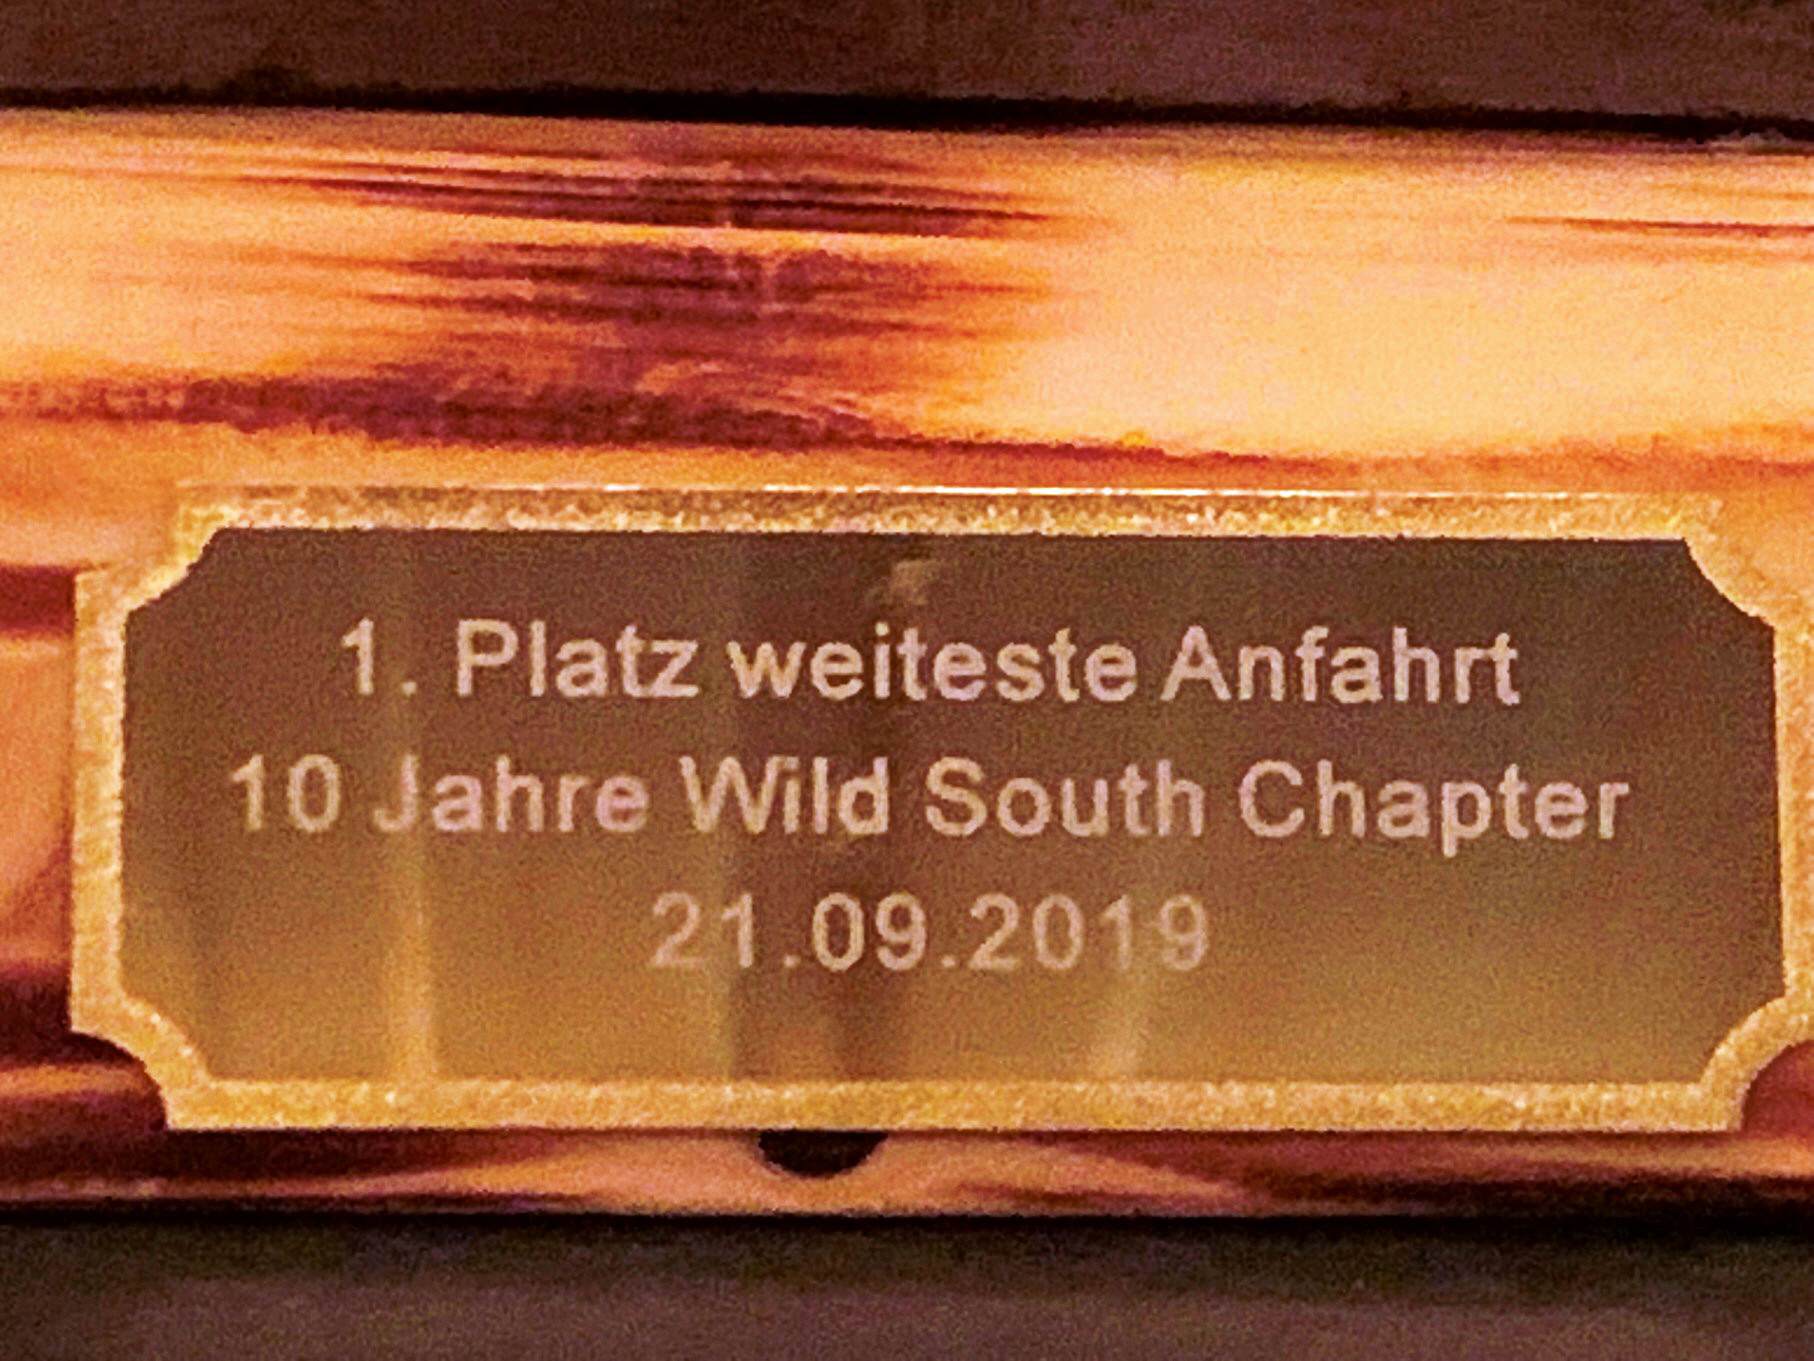 1. Platz weiteste Anfahrt
10 Jahre Wild South Chapter
21.09.2019